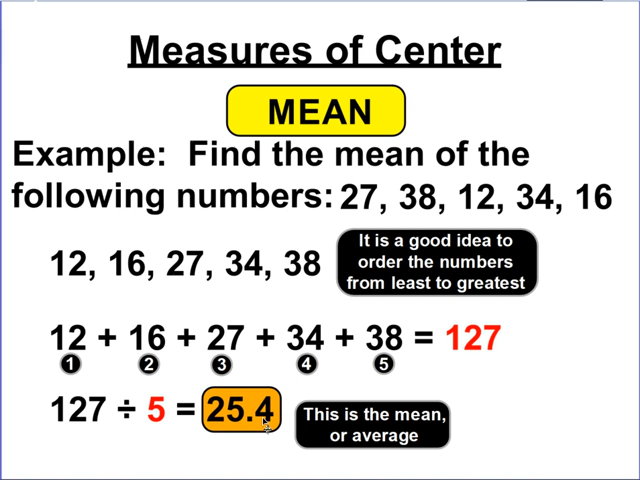 Measures of Center
MEAN
Example: Find the mean of the
following numbers: 27, 38, 12, 34, 16
12, 16, 27, 34, 38
It is a good idea to
order the numbers
from least to greatest
12 + 16 + 27 + 34 + 38 = 127
1 2 3 4 5
127 ÷ 5 = 25.4
This is the mean,
or average